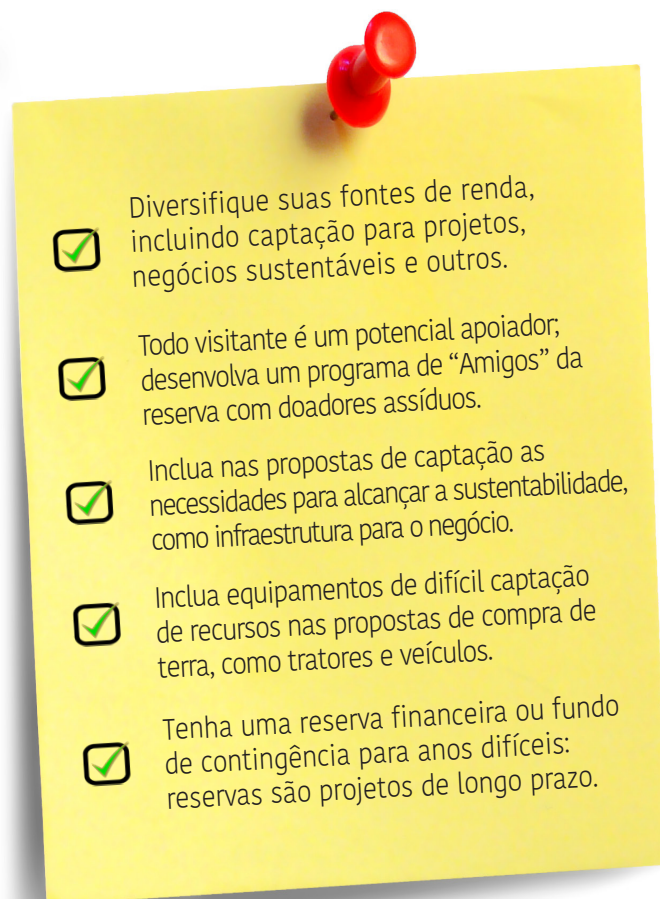 Diversifique suas fontes de renda,
incluindo captação para projetos,
negócios sustentáveis e outros.
Todo visitante é um potencial apoiador;
desenvolva um programa de “Amigos” da
reserva com doadores assíduos.
Inclua nas propostas de captação as
necessidades para alcançar a sustentabilidade,
como infraestrutura para o negócio.
Inclua equipamentos de difícil captação
de recursos nas propostas de compra de
terra, como tratores e veículos.
Tenha uma reserva financeira ou fundo
de contingência para anos difíceis:
reservas são projetos de longo prazo.